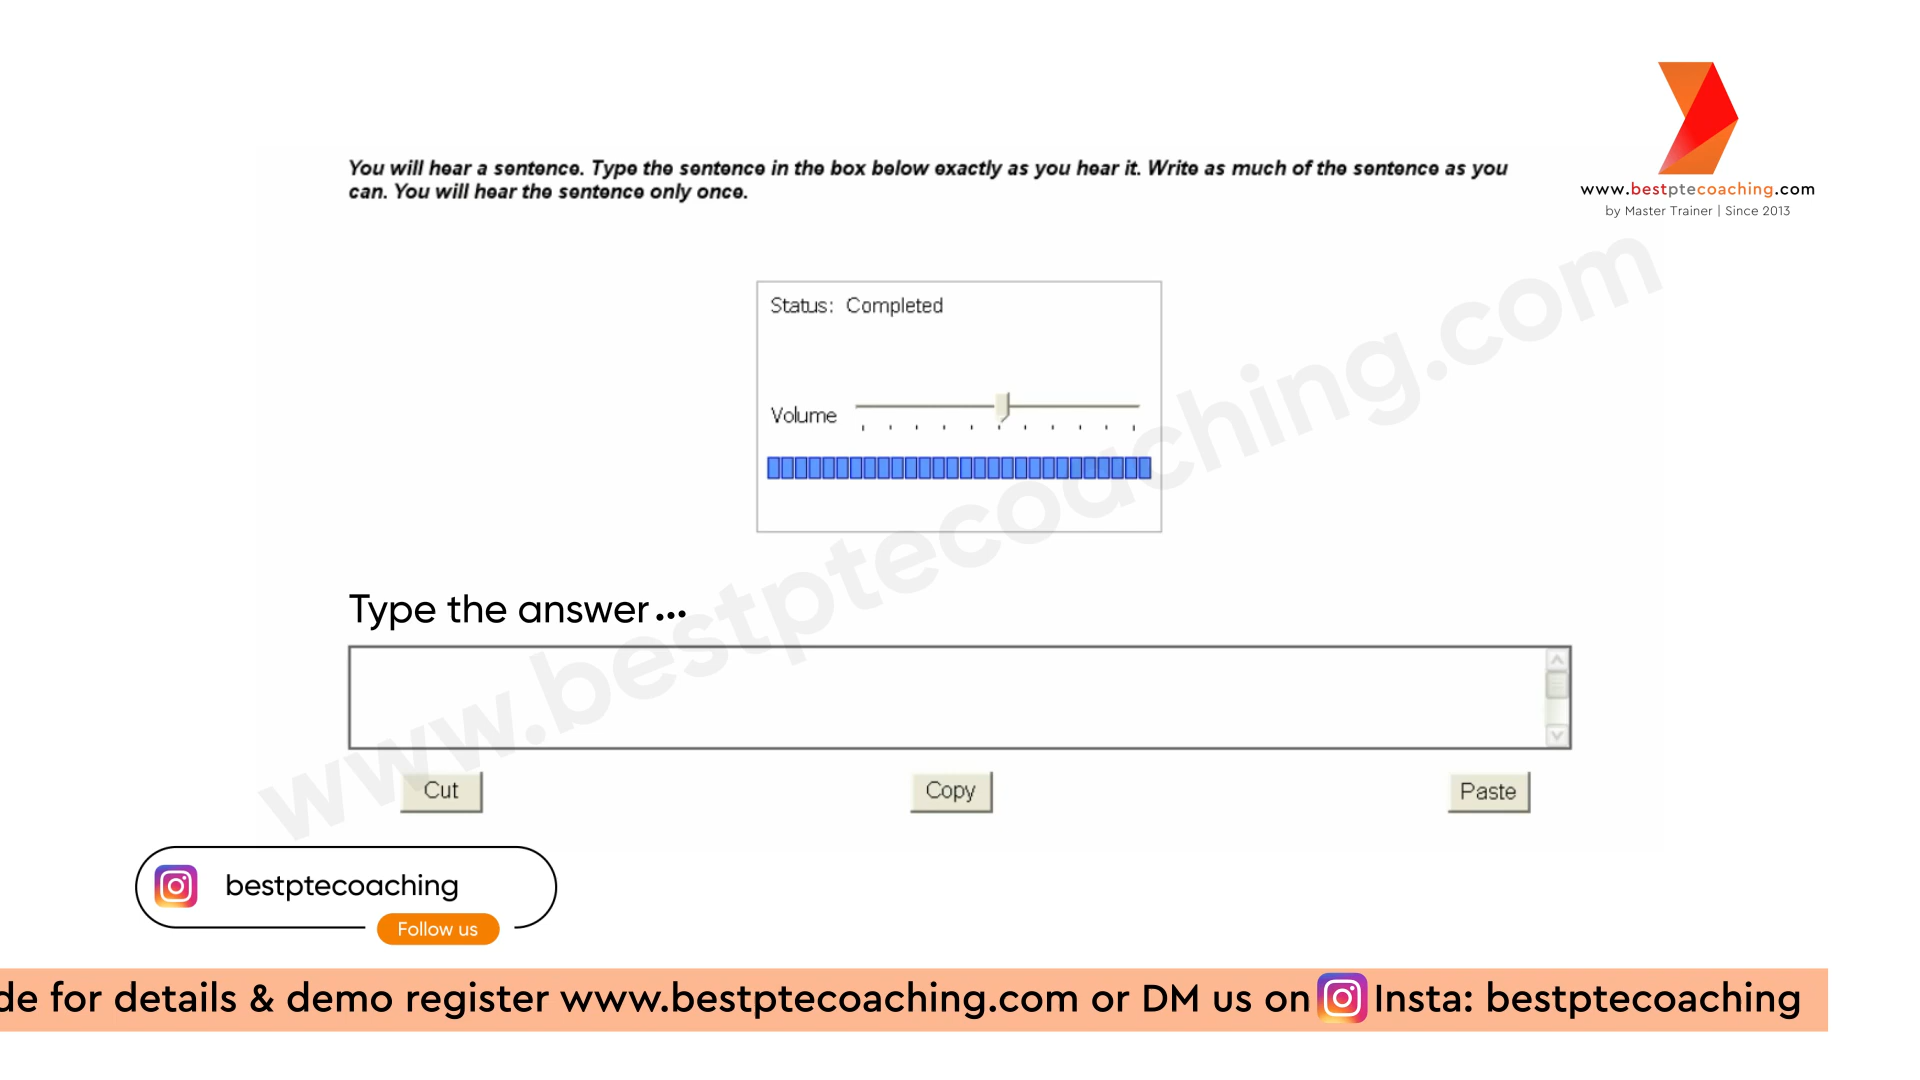 www.bestptecoaching.com
by Master Trainer | Since 2013
You will hear a sentence. Type the sentence in the box below exactly as you hear it. Write as much of the sentence as you
can. You will hear the sentence only once.
Status: Completed
Volume
www.bestptecoaching.com
Type the answer...
Cut
Copy
Paste
bestptecoaching
Follow us
for details & demo register www.bestptecoaching.com or DM us on Insta: bestptecoaching